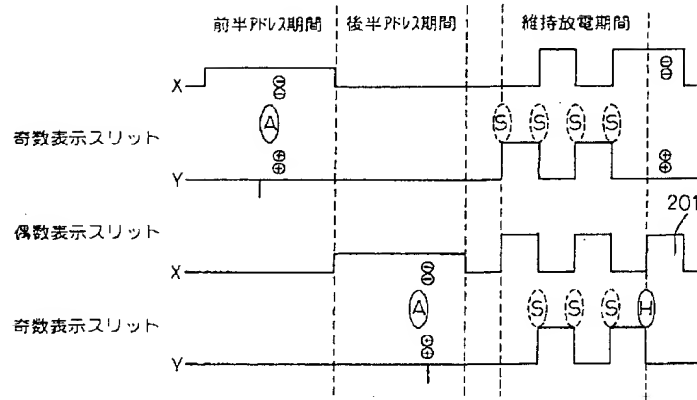 前半アドレス期間 後半アドレス期間 維持放電期間
X ⊖ ⊖
⊖ ⊖
奇数表示スリット A S S S S
⊕ ⊕
Y ⊕ ⊕
偶数表示スリット 201
X ⊖
⊖
奇数表示スリット A S S S H
⊕
Y ⊕